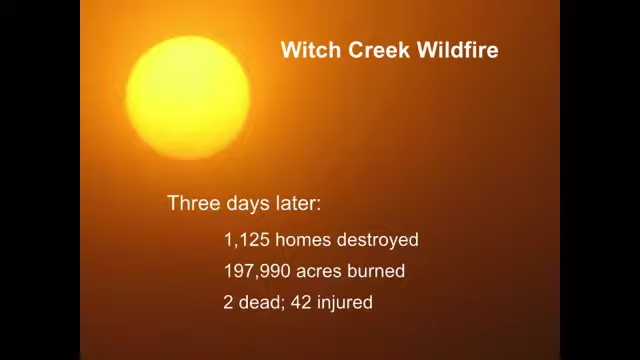 Witch Creek Wildfire
Three days later:
1,125 homes destroyed
197,990 acres burned
2 dead; 42 injured